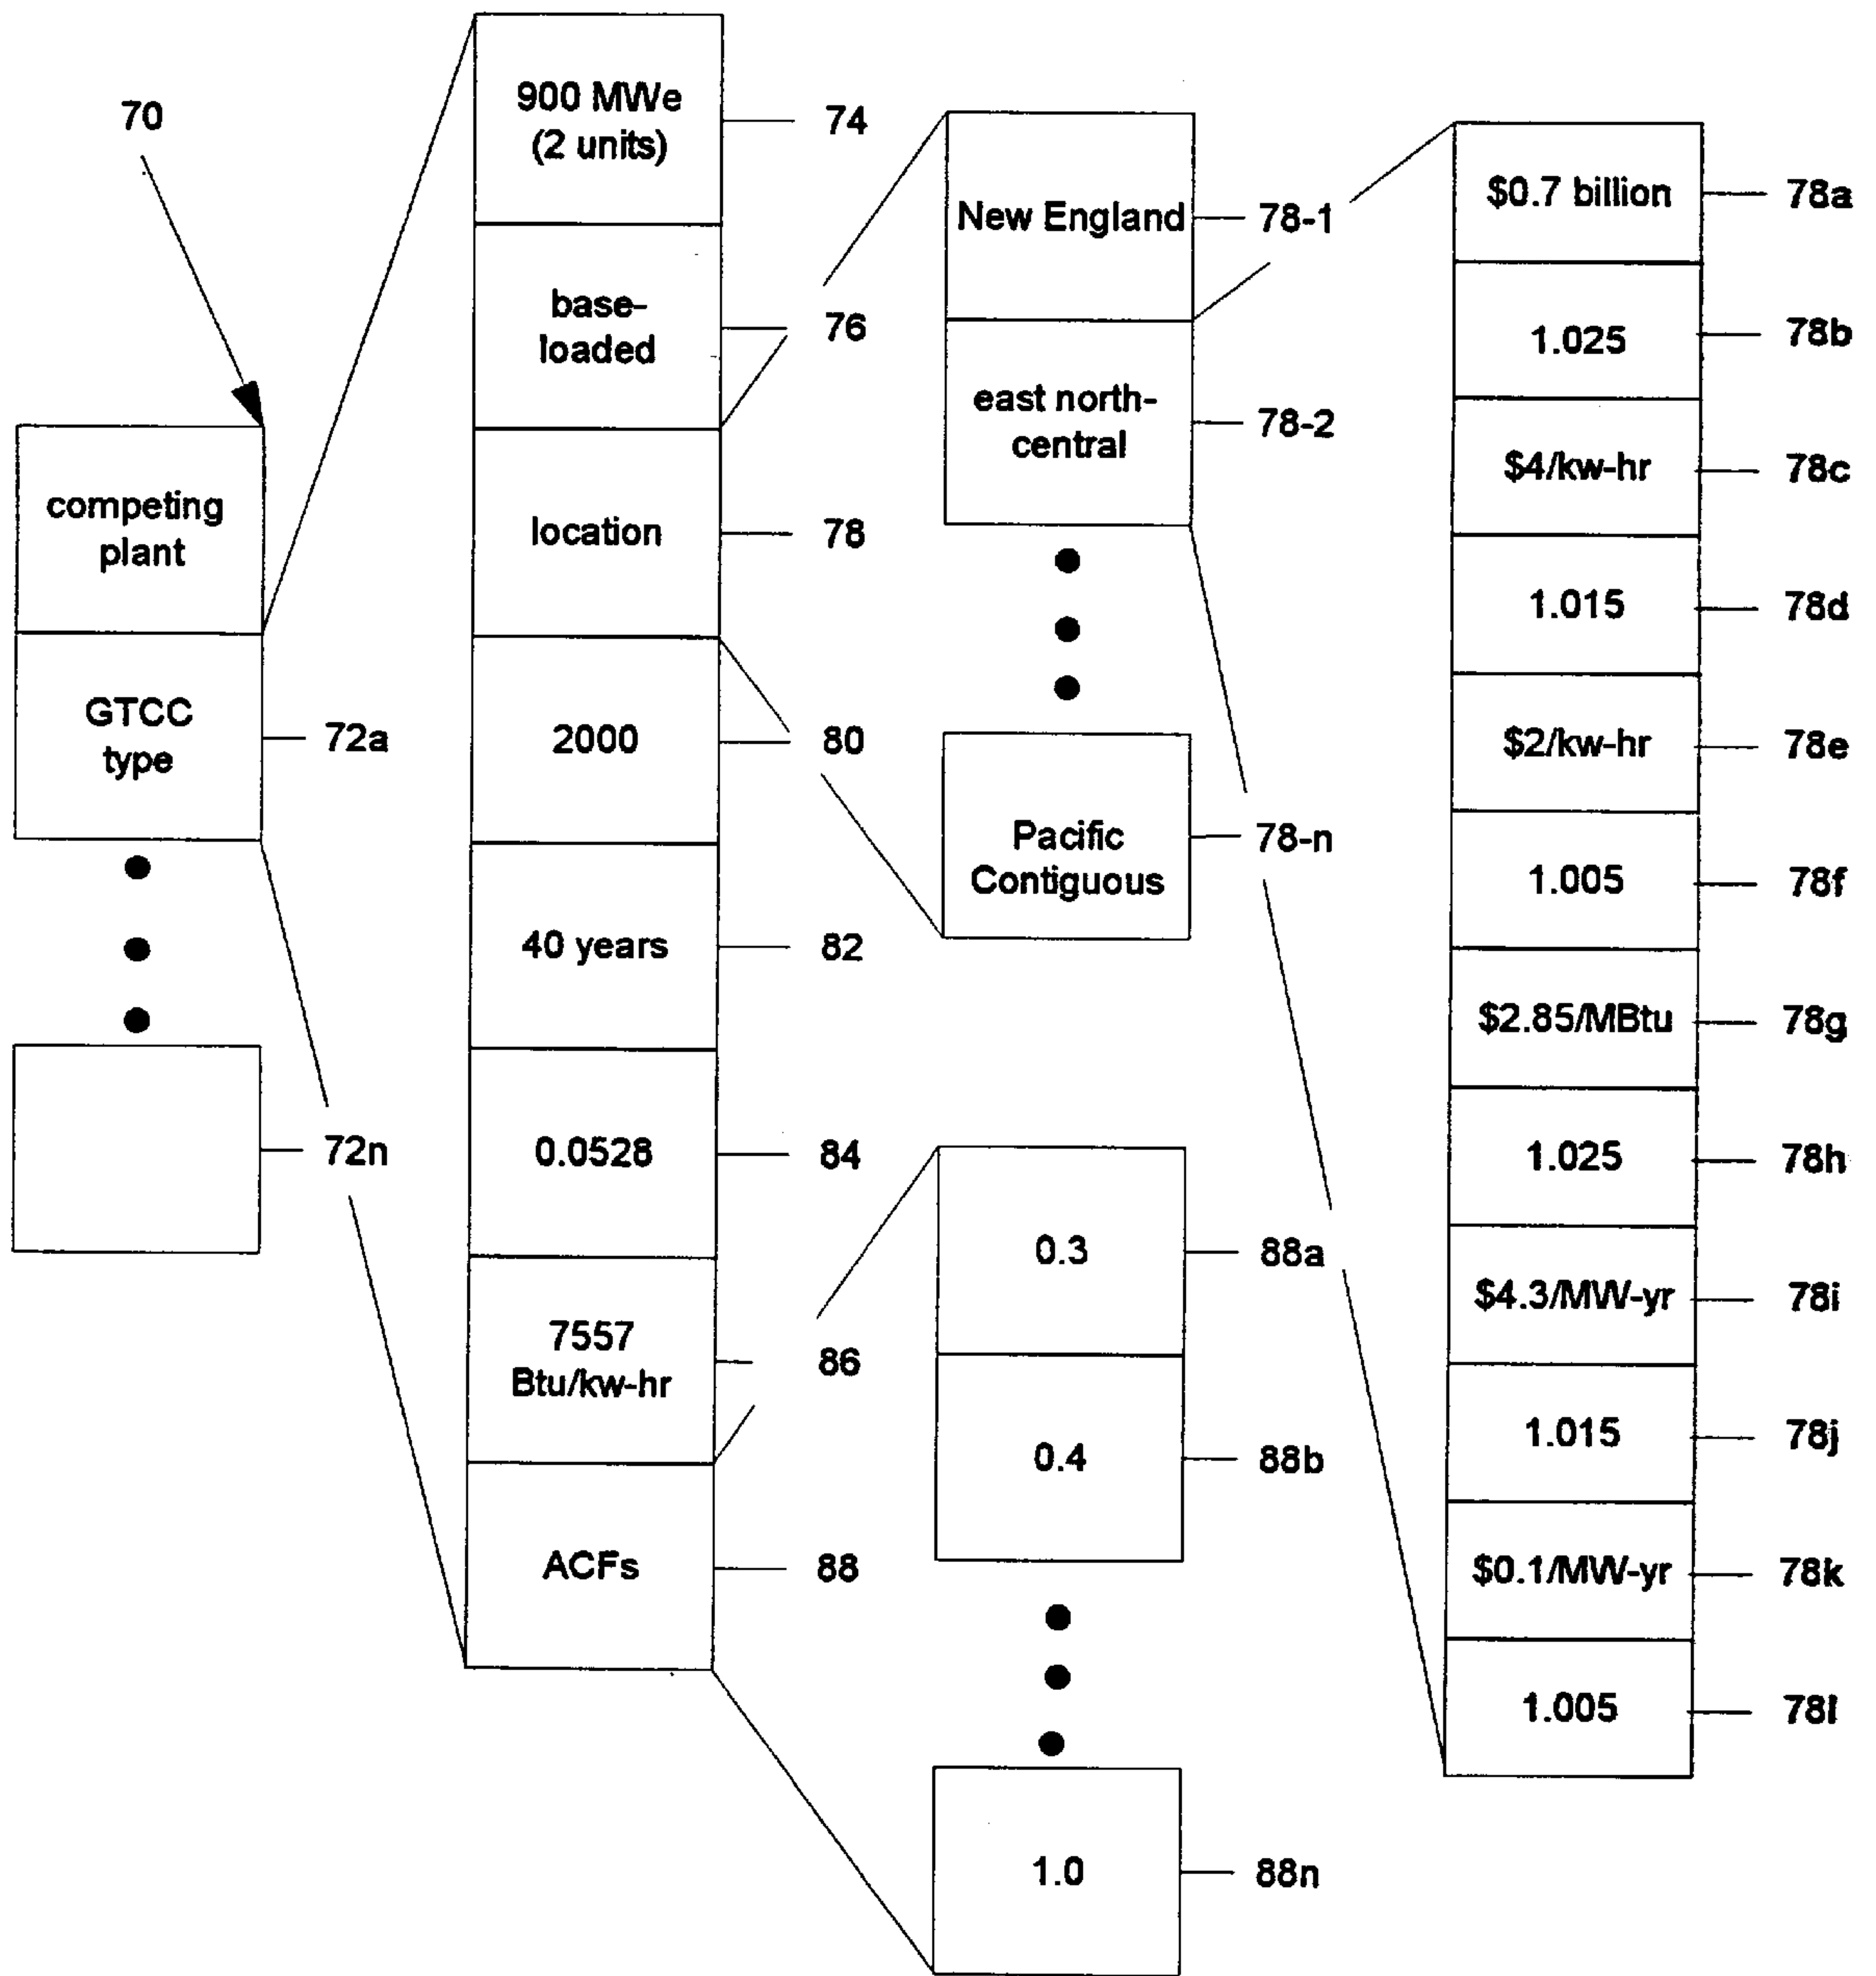 70
competing
plant
GTCC
type
72a
72n
900 MWe
(2 units)
74
base-
loaded
76
location
78
2000
80
40 years
82
0.0528
84
7557
Btu/kw-hr
86
ACFs
88
New England
78-1
east north-
central
78-2
Pacific
Contiguous
78-n
0.3
88a
0.4
88b
1.0
88n
$0.7 billion
78a
1.025
78b
$4/kw-hr
78c
1.015
78d
$2/kw-hr
78e
1.005
78f
$2.85/MBtu
78g
1.025
78h
$4.3/MW-yr
78i
1.015
78j
$0.1/MW-yr
78k
1.005
78l